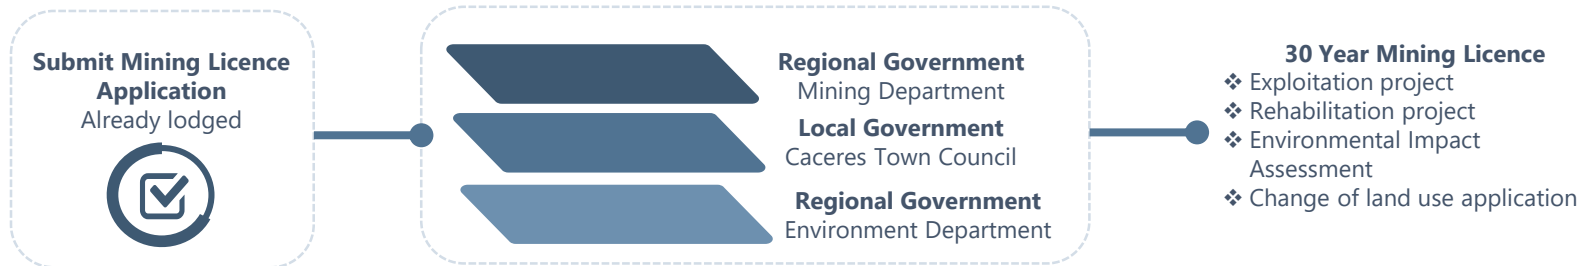 Submit Mining Licence
Application
Already lodged
Regional Government
Mining Department
Local Government
Caceres Town Council
Regional Government
Environment Department
30 Year Mining Licence
❖ Exploitation project
❖ Rehabilitation project
❖ Environmental Impact
Assessment
❖ Change of land use application